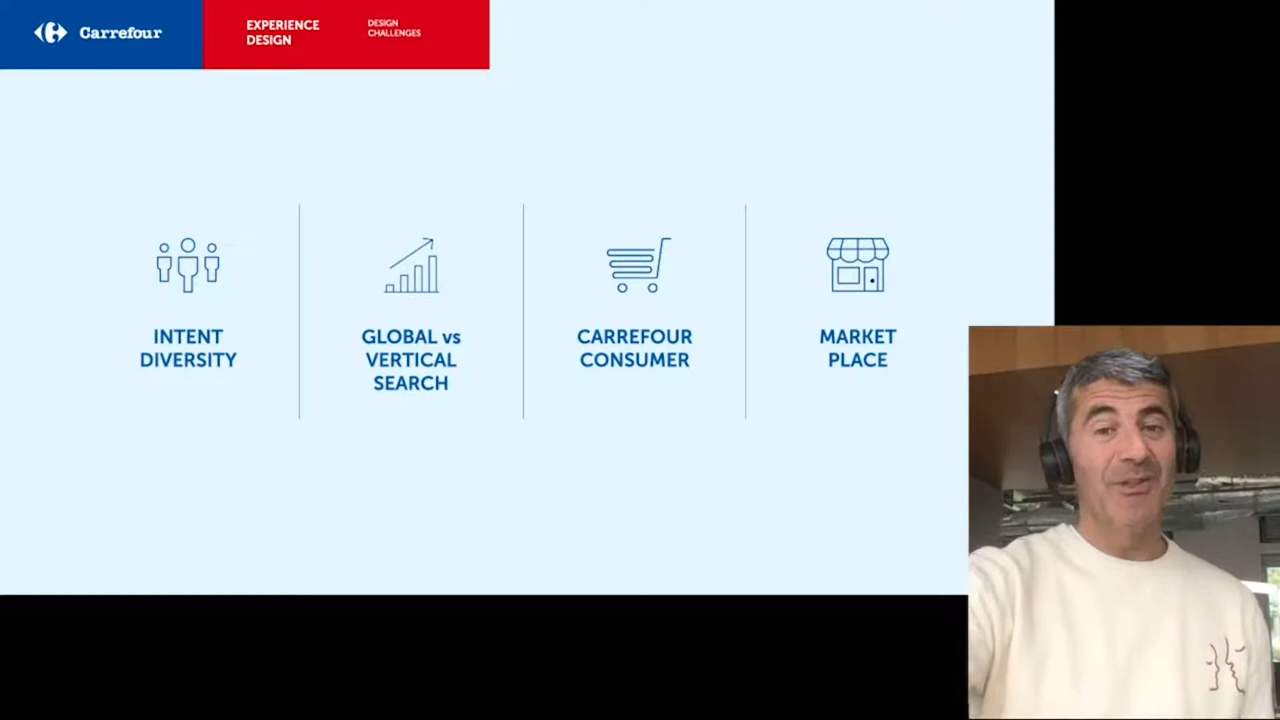 Carrefour
EXPERIENCE
DESIGN
DESIGN
CHALLENGES
INTENT
DIVERSITY
GLOBAL vs
VERTICAL
SEARCH
CARREFOUR
CONSUMER
MARKET
PLACE